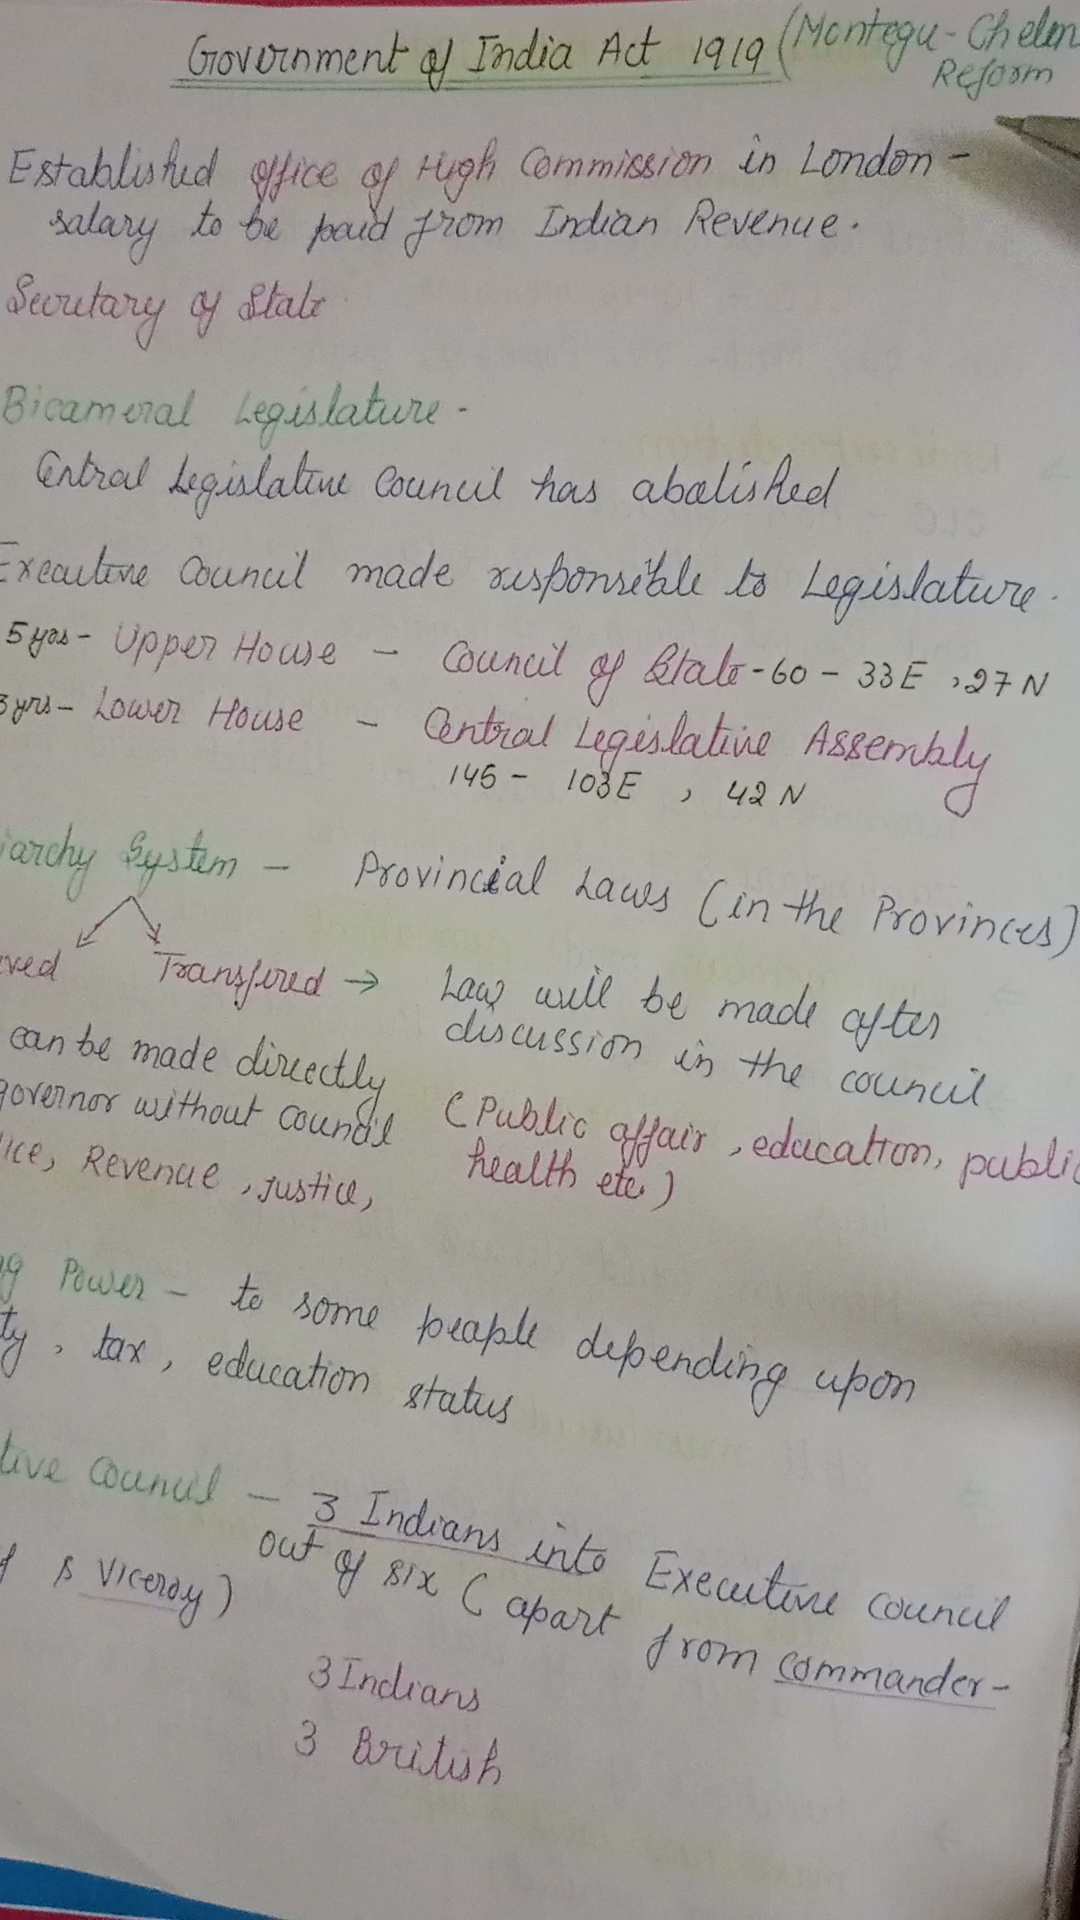 Government of India Act 1919 (Montegu-Chelm
Reform
Established office of High Commission in London -
salary to be paid from Indian Revenue.
Secretary of State
Bicameral Legislature -
Central Legislative Council has abolished
Executive Council made responsible to Legislature.
5 yrs - Upper House - Council of State - 60 - 33E , 27 N
3 yrs - Lower House - Central Legislative Assembly
145 - 103E , 42 N
iarchy System - Provincial Laws (in the Provinces)
rved Transfired → Law will be made after
discussion in the council
can be made directly
governor without council (Public affair, education, public
ice, Revenue, Justice, health etc.)
ng Power - to some people depending upon
ty, tax, education status
tive Council - 3 Indians into Executive council
out of six (apart from commander-
f & Viceroy)
3 Indians
3 British